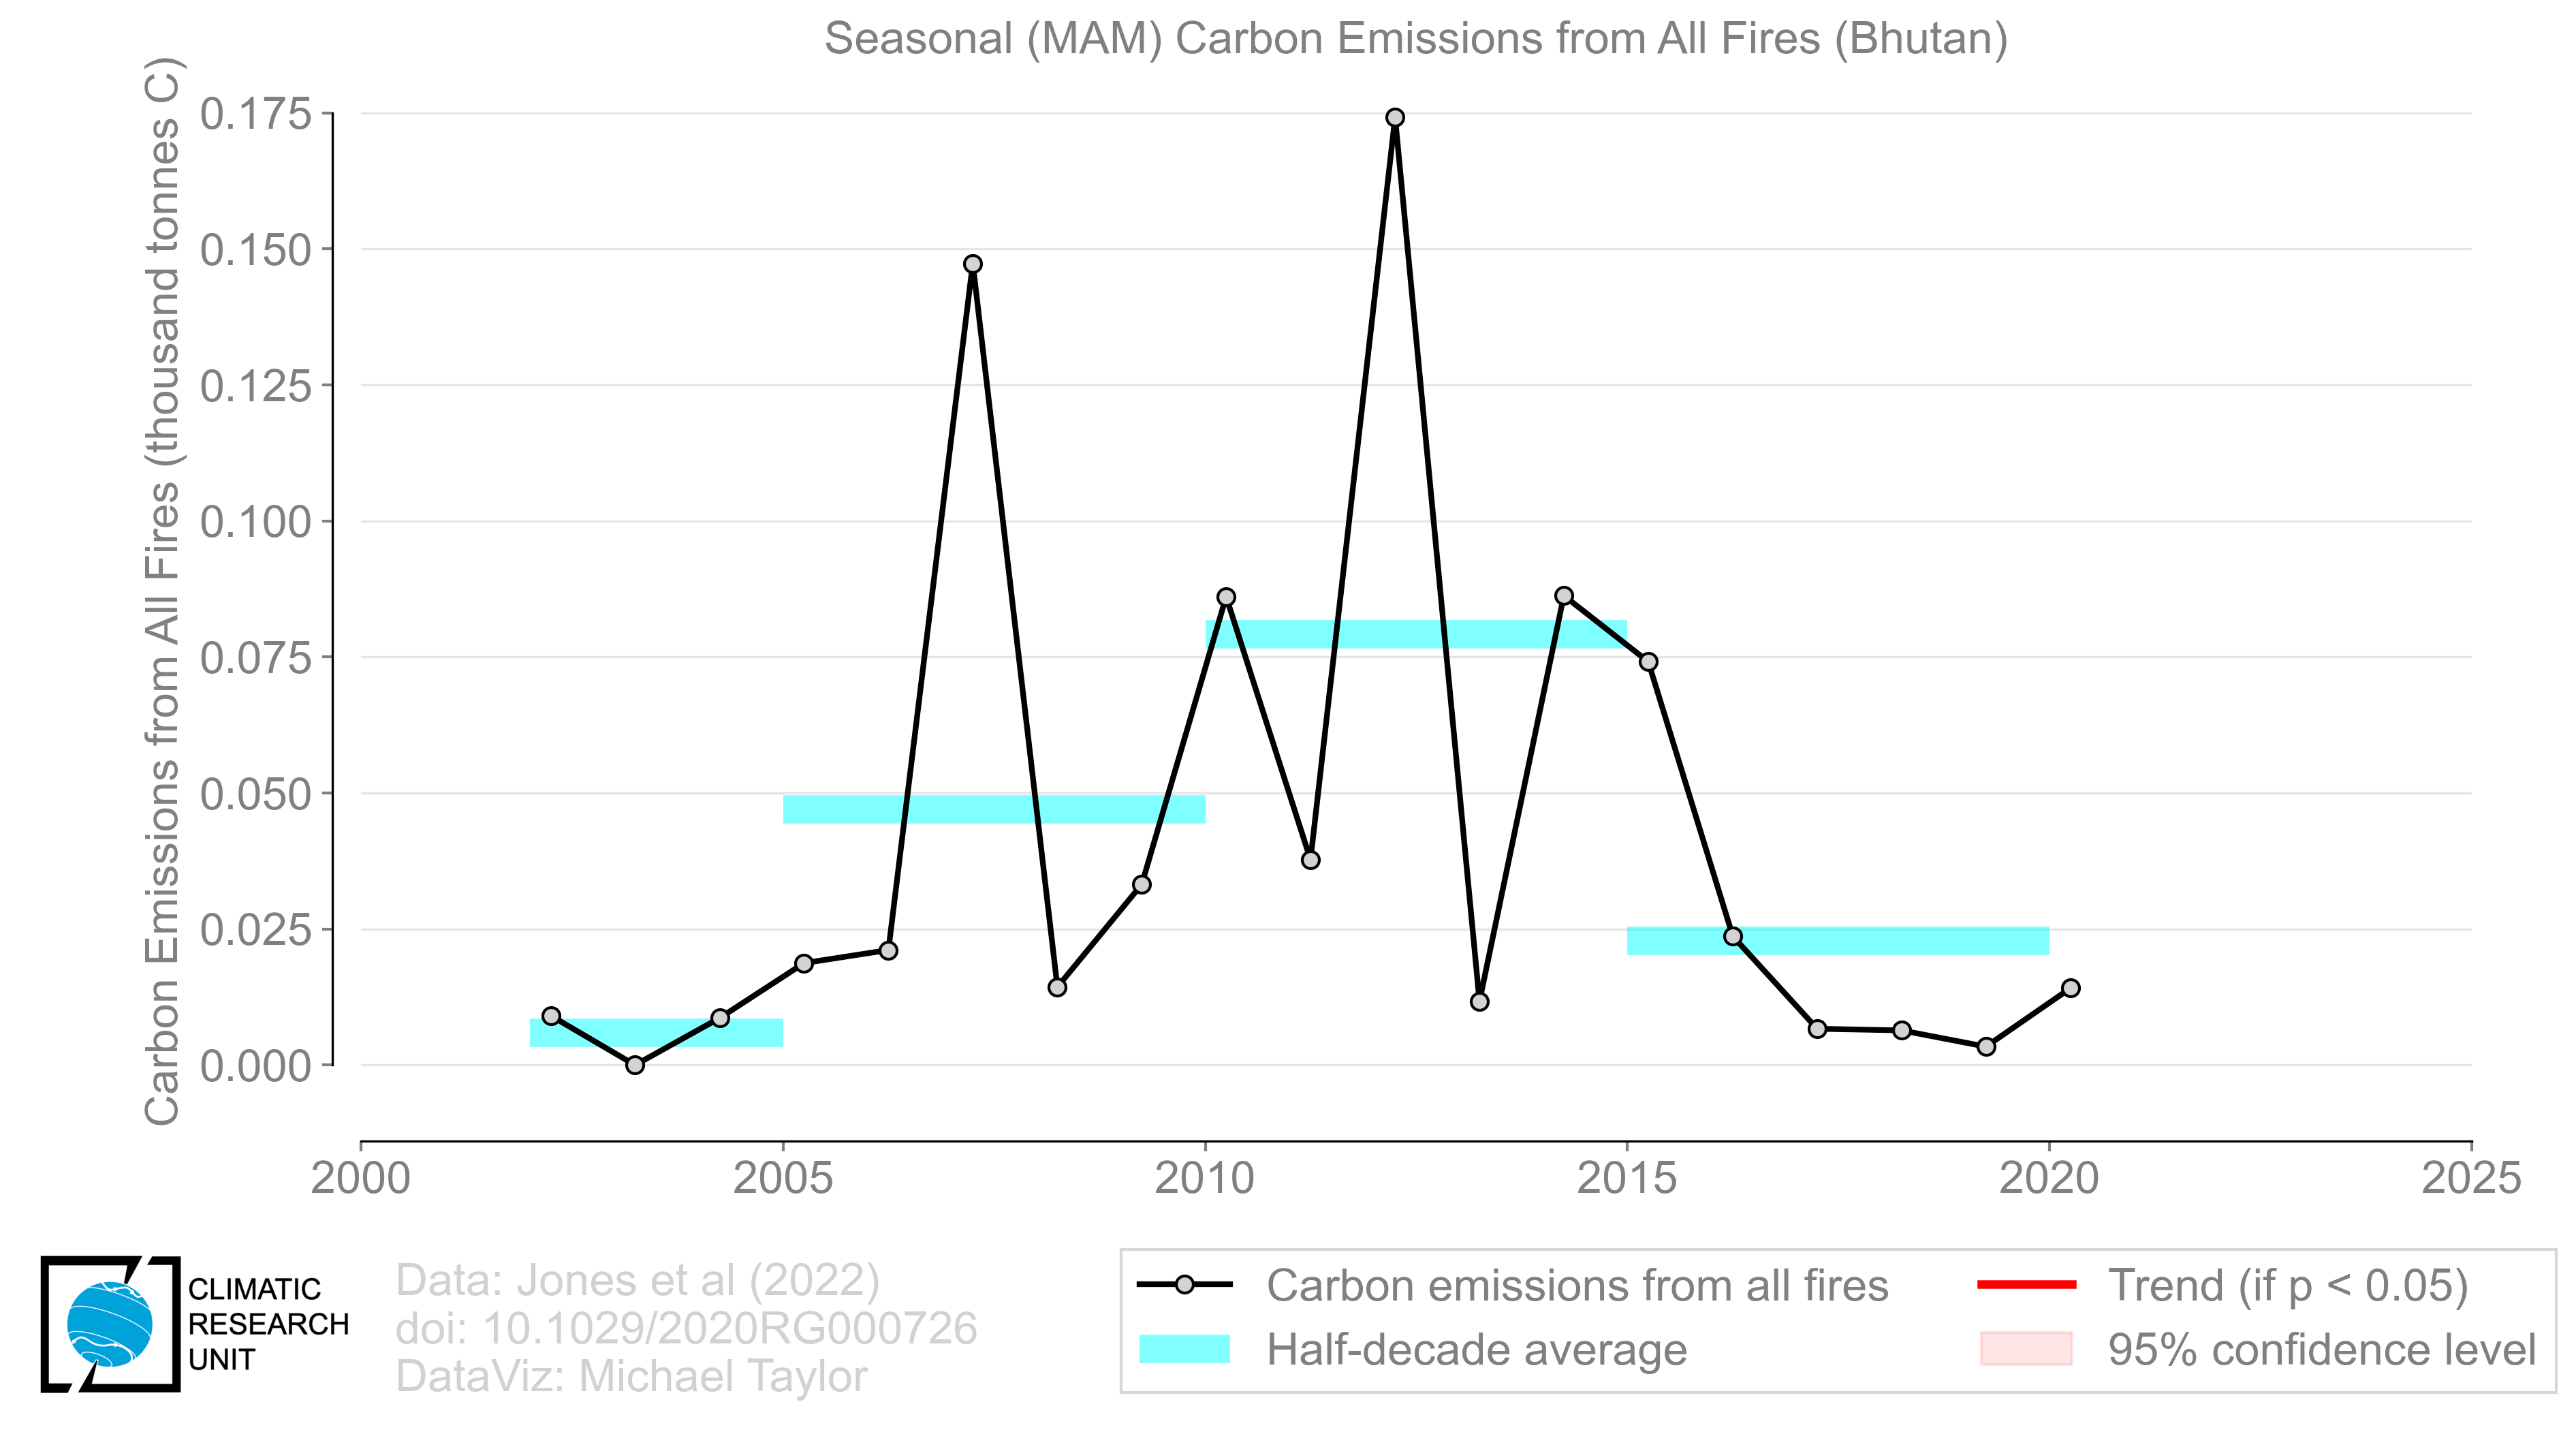 Seasonal (MAM) Carbon Emissions from All Fires (Bhutan)
Carbon Emissions from All Fires (thousand tonnes C)
0.175
0.150
0.125
0.100
0.075
0.050
0.025
0.000
2000 2005 2010 2015 2020 2025
CLIMATIC
RESEARCH
UNIT
Data: Jones et al (2022)
doi: 10.1029/2020RG000726
DataViz: Michael Taylor
Carbon emissions from all fires
Half-decade average
Trend (if p < 0.05)
95% confidence level